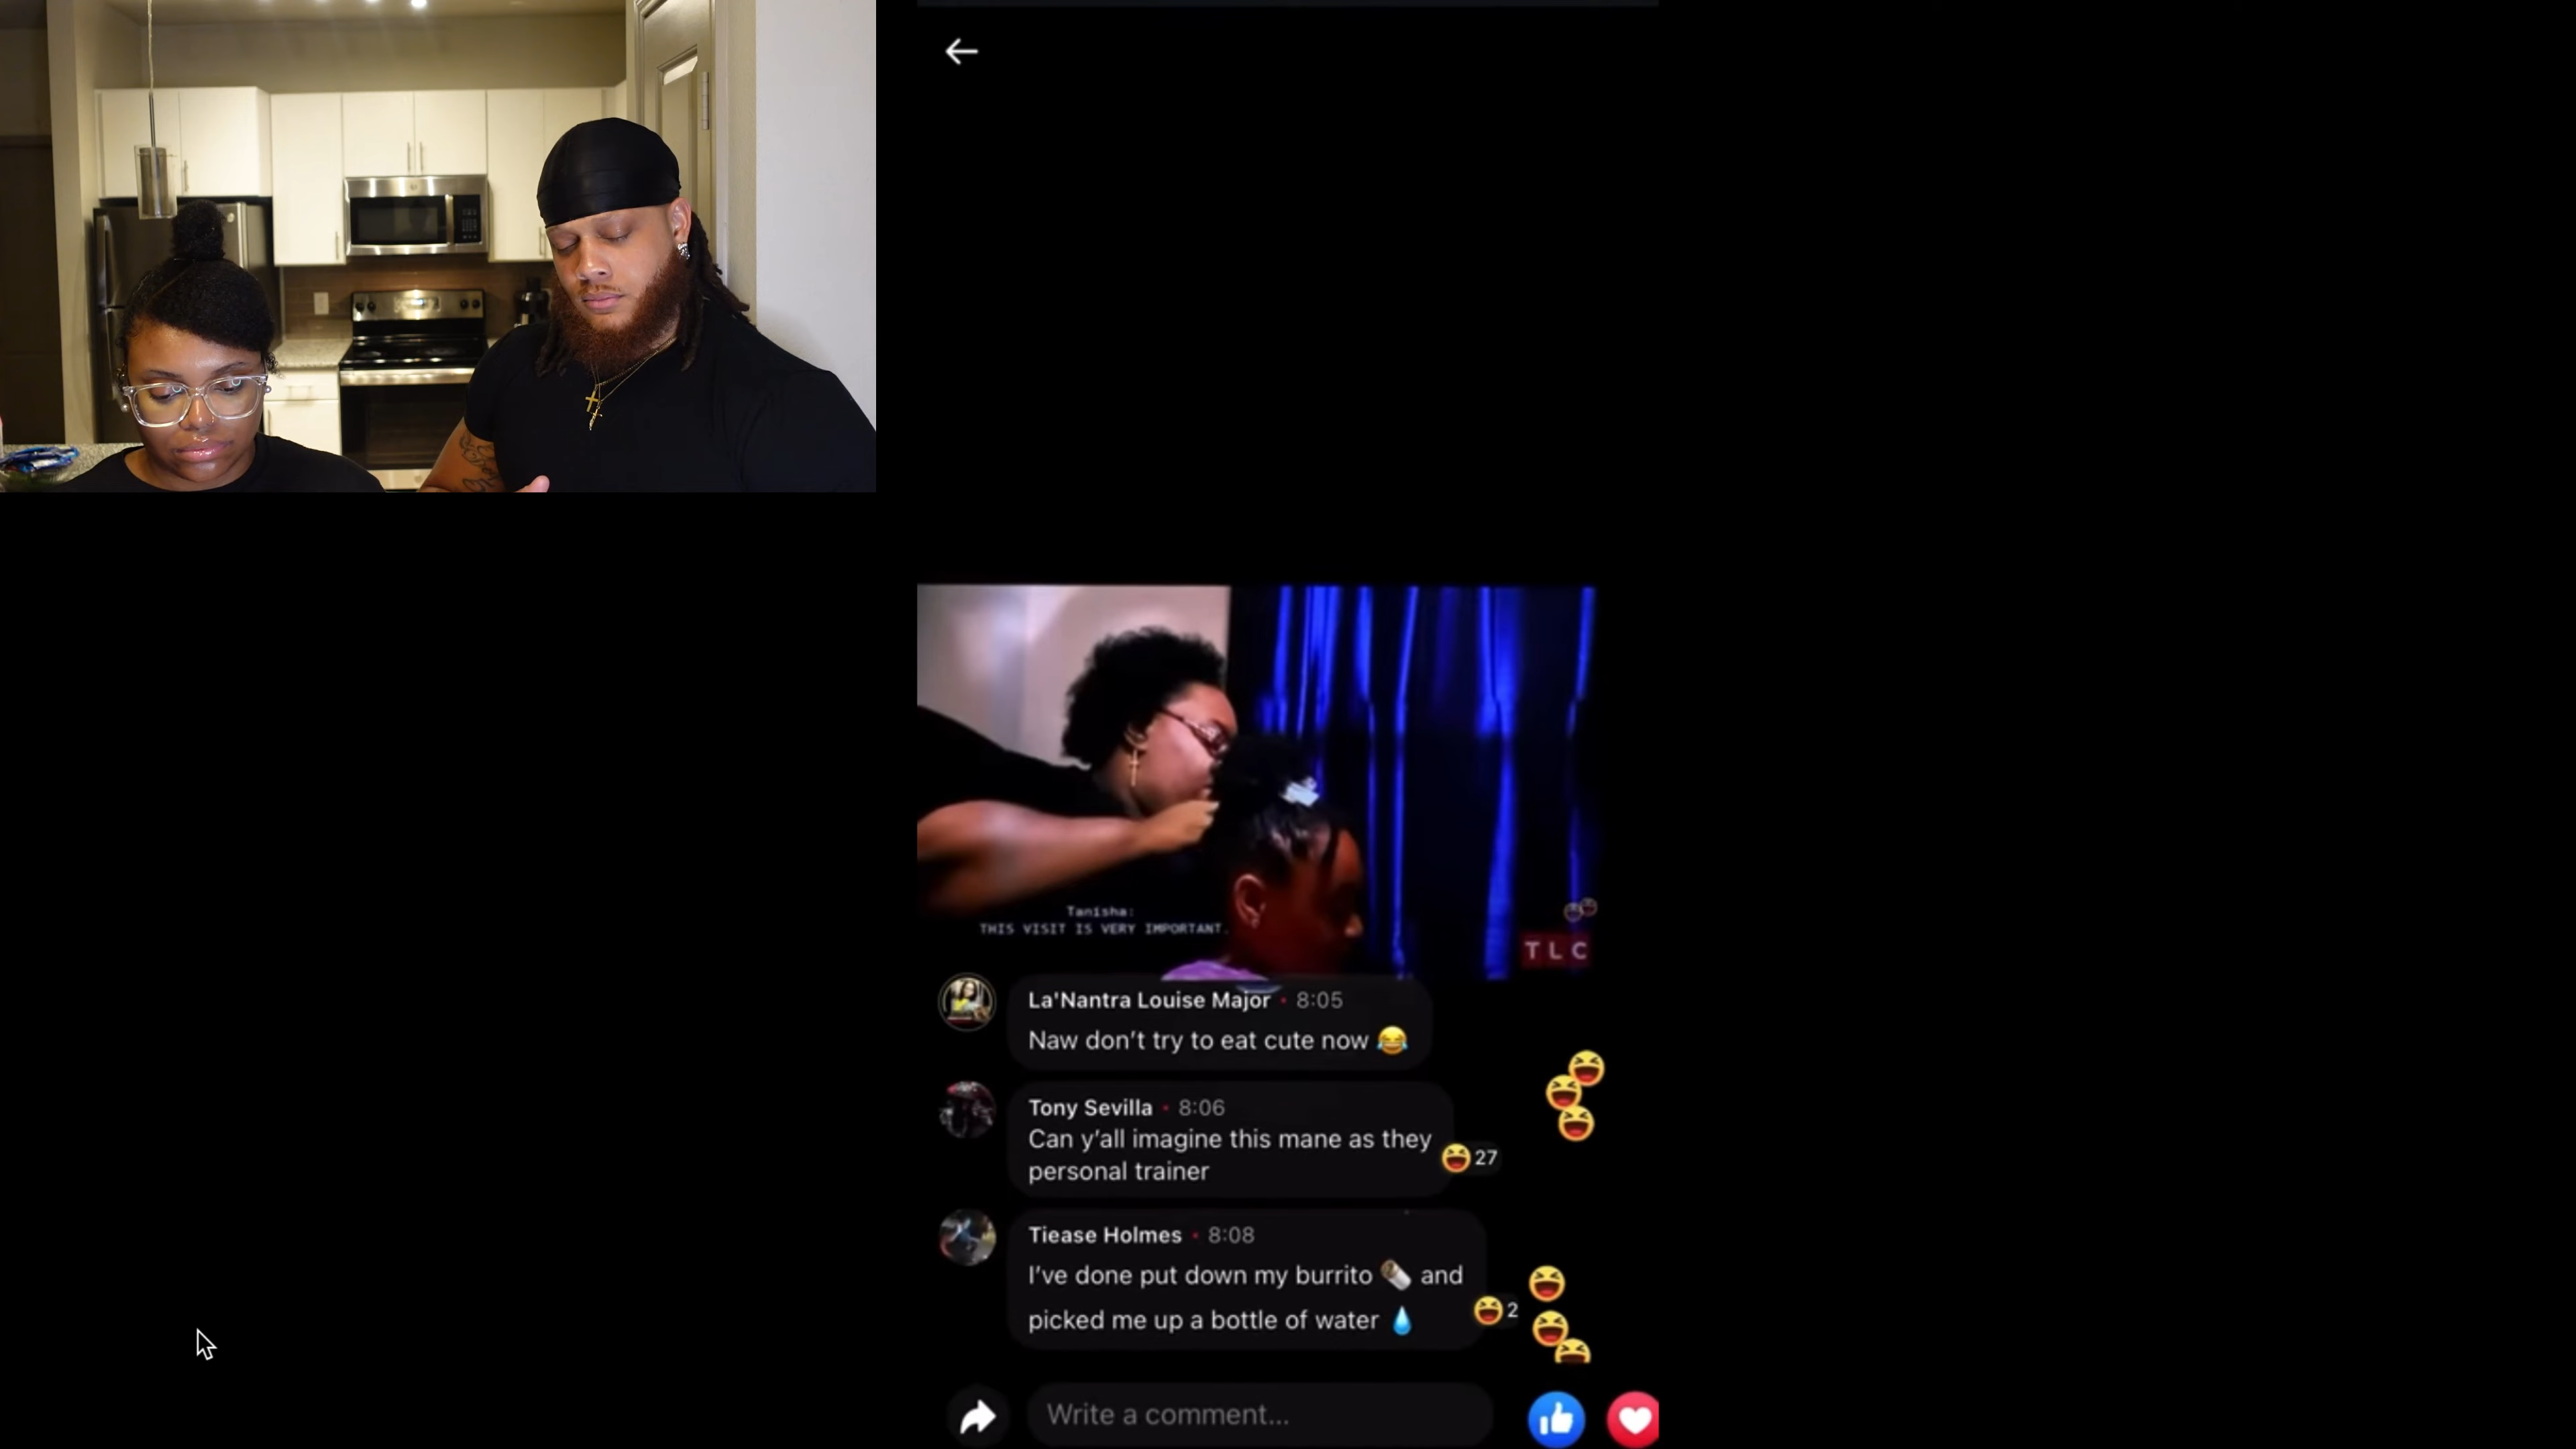 Tanisha:
THIS VISIT IS VERY IMPORTANT.
TLC
La'Nantra Louise Major • 8:05
Naw don't try to eat cute now 😂
Tony Sevilla • 8:06
Can y'all imagine this mane as they
personal trainer
😆 27
Tiease Holmes • 8:08
I've done put down my burrito 🌯 and
picked me up a bottle of water 💧
😆 2
Write a comment...